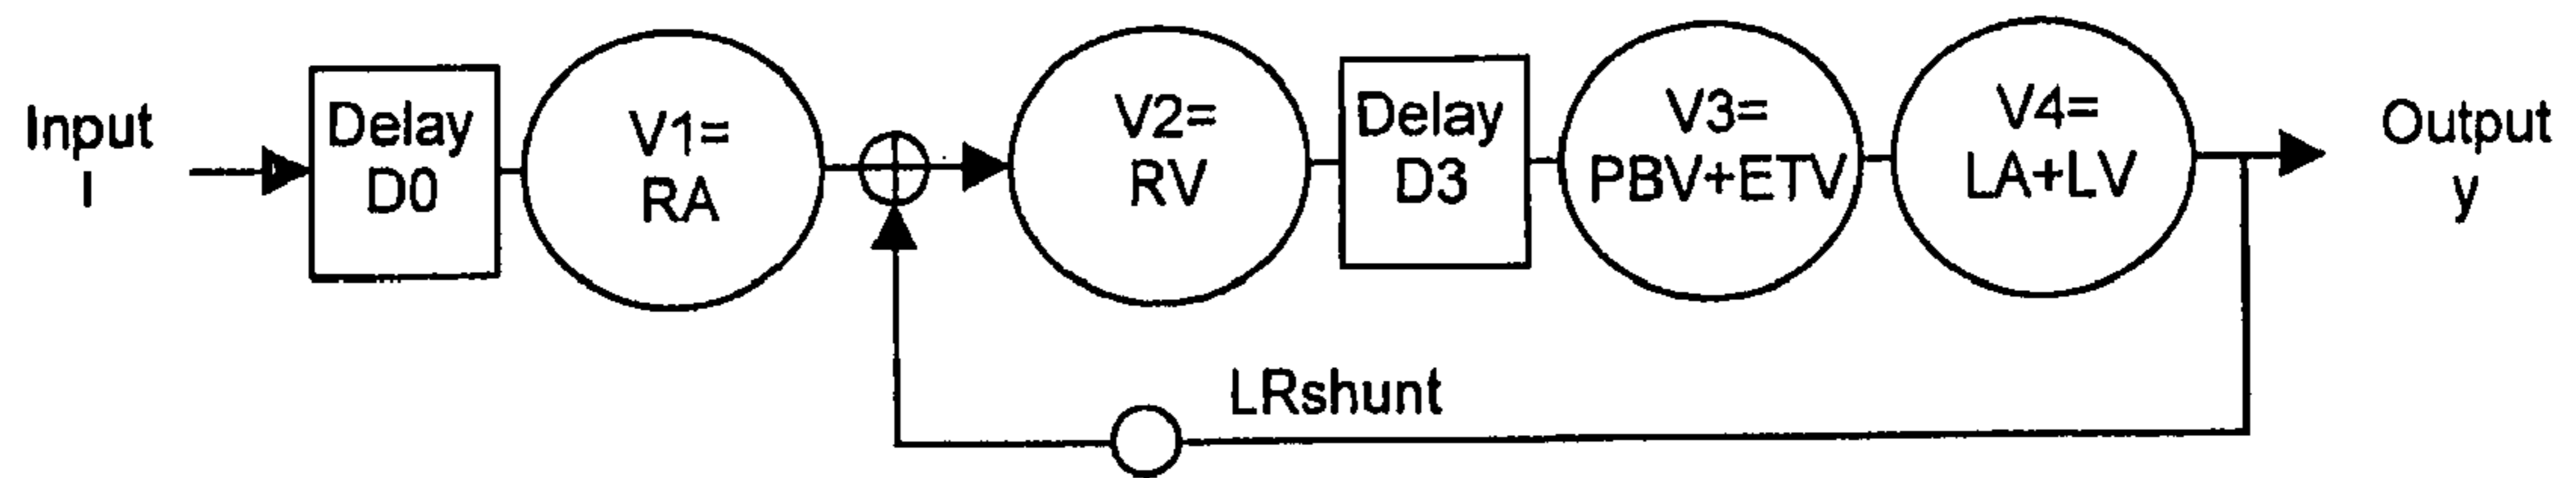 Input
I
Delay
D0
V1=
RA
V2=
RV
Delay
D3
V3=
PBV+ETV
V4=
LA+LV
Output
y
LRshunt